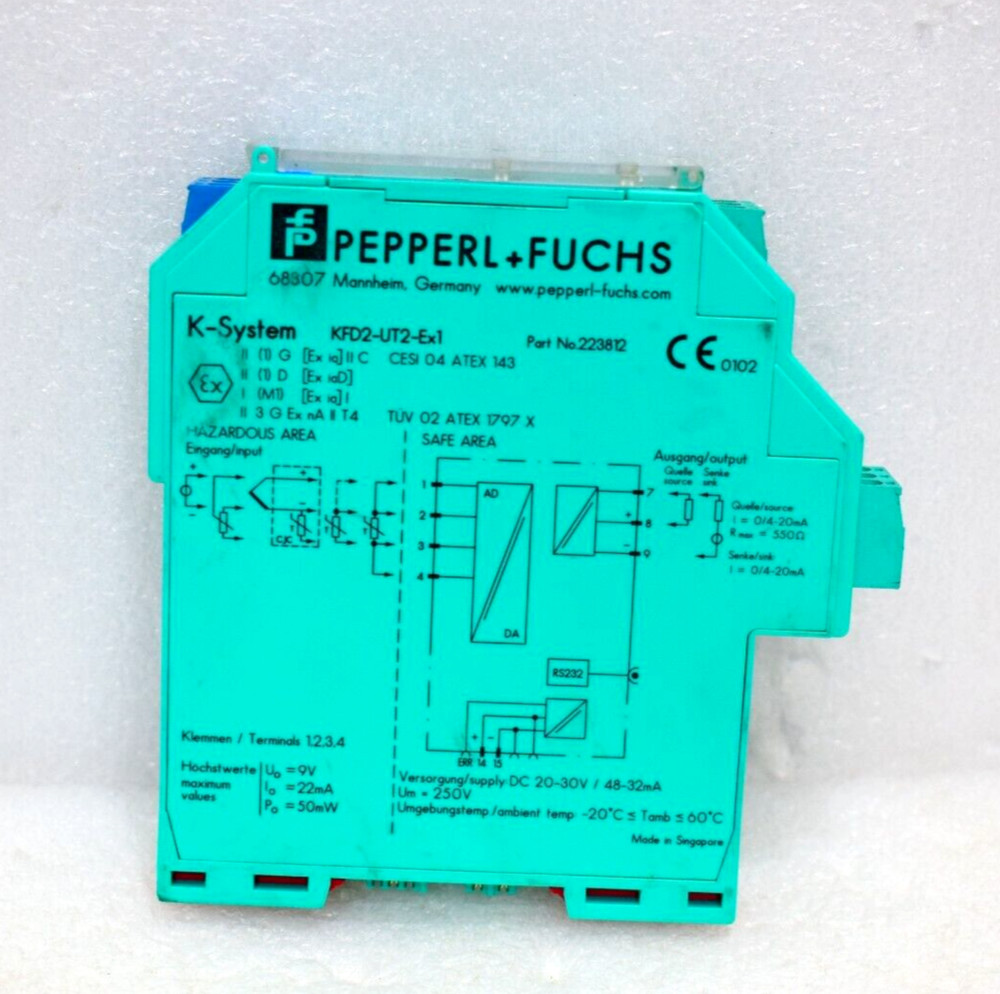 PEPPERL+FUCHS
68307 Mannheim, Germany www.pepperl-fuchs.com
K-System KFD2-UT2-Ex1 Part No.223812
CE 0102
II (1) G [Ex ia] II C CESI 04 ATEX 143
II (1) D [Ex iaD]
I (M1) [Ex ia] I
II 3 G Ex nA II T4 TÜV 02 ATEX 1797 X
Ex
HAZARDOUS AREA SAFE AREA
Eingang/input
Ausgang/output
Quelle Senke
source sink
+
-
+
-
CJC
T
T
T
1
2
3
4
AD
DA
7
+
8
-
9
Quelle/source
I = 0/4-20mA
Rmax = 550Ω
Senke/sink
I = 0/4-20mA
RS232
+ -
ERR 14 15
Klemmen / Terminals 1,2,3,4
Höchstwerte
maximum
values
Uo = 9V
Io = 22mA
Po = 50mW
Versorgung/supply: DC 20-30V / 48-32mA
Um = 250V
Umgebungstemp./ambient temp: -20°C ≤ Tamb ≤ 60°C
Made in Singapore